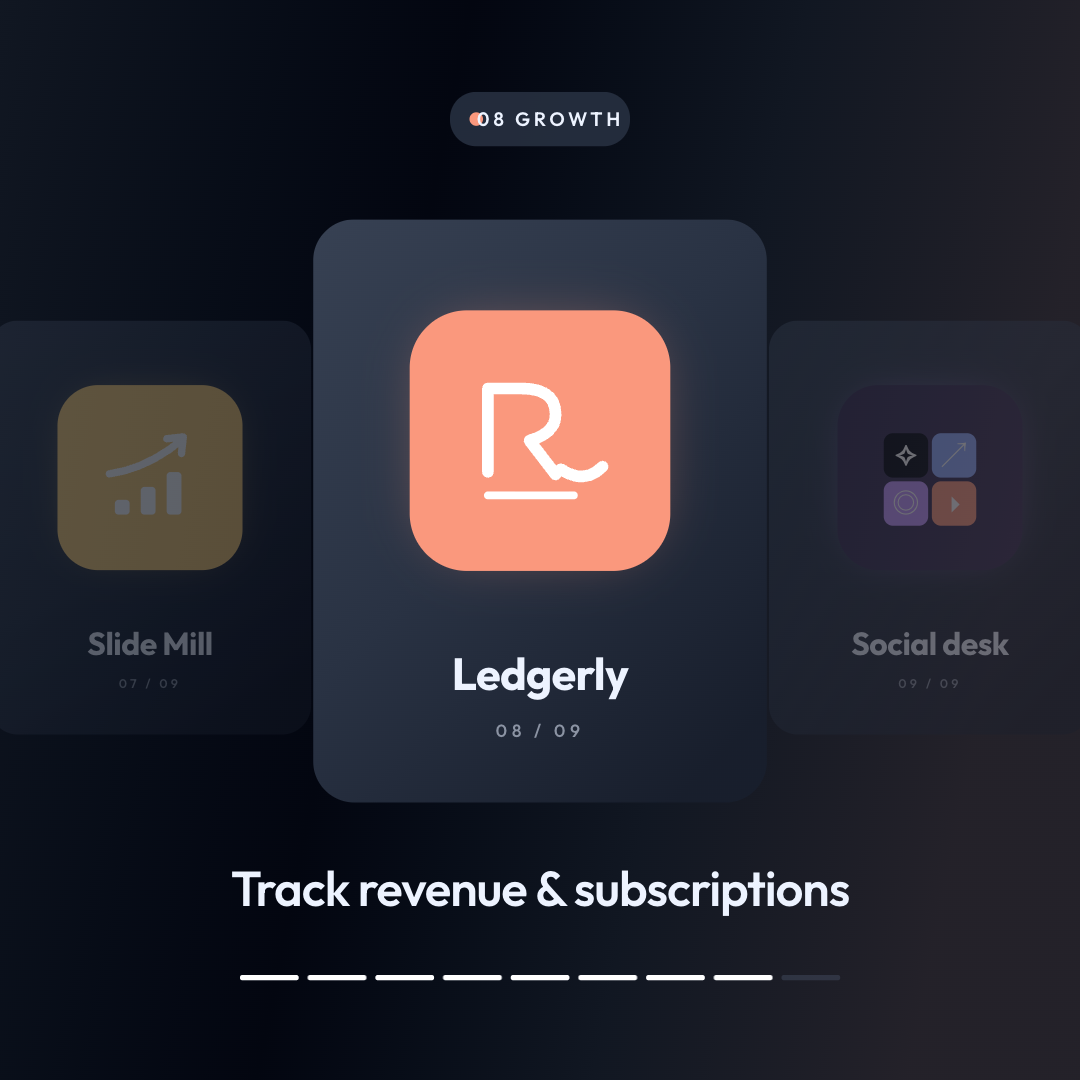 08 GROWTH
Slide Mill
07 / 09
R
Ledgerly
08 / 09
Social desk
09 / 09
Track revenue & subscriptions